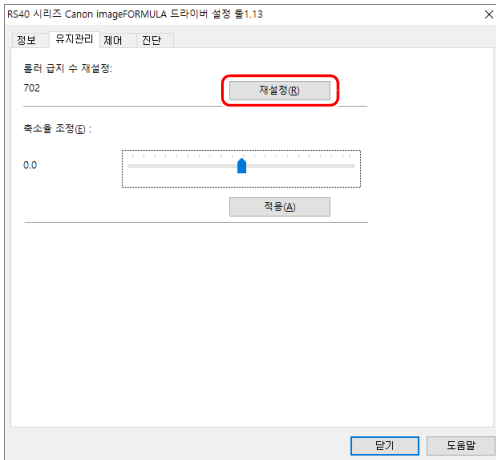 RS40 시리즈 Canon imageFORMULA 드라이버 설정 툴1.13
정보 유지관리 제어 진단
롤러 급지 수 재설정:
702 재설정(R)
축소율 조정(E) :
0.0
적용(A)
닫기 도움말